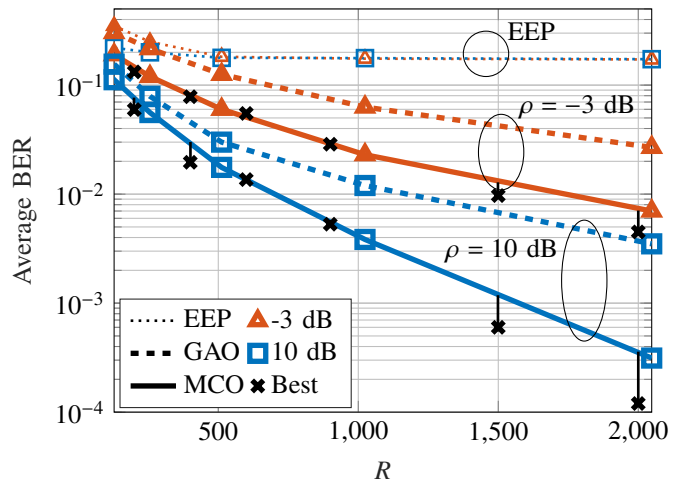 EEP
10⁻¹
ρ = −3 dB
10⁻²
Average BER
ρ = 10 dB
10⁻³
EEP -3 dB
GAO 10 dB
MCO Best
10⁻⁴
500 1,000 1,500 2,000
R